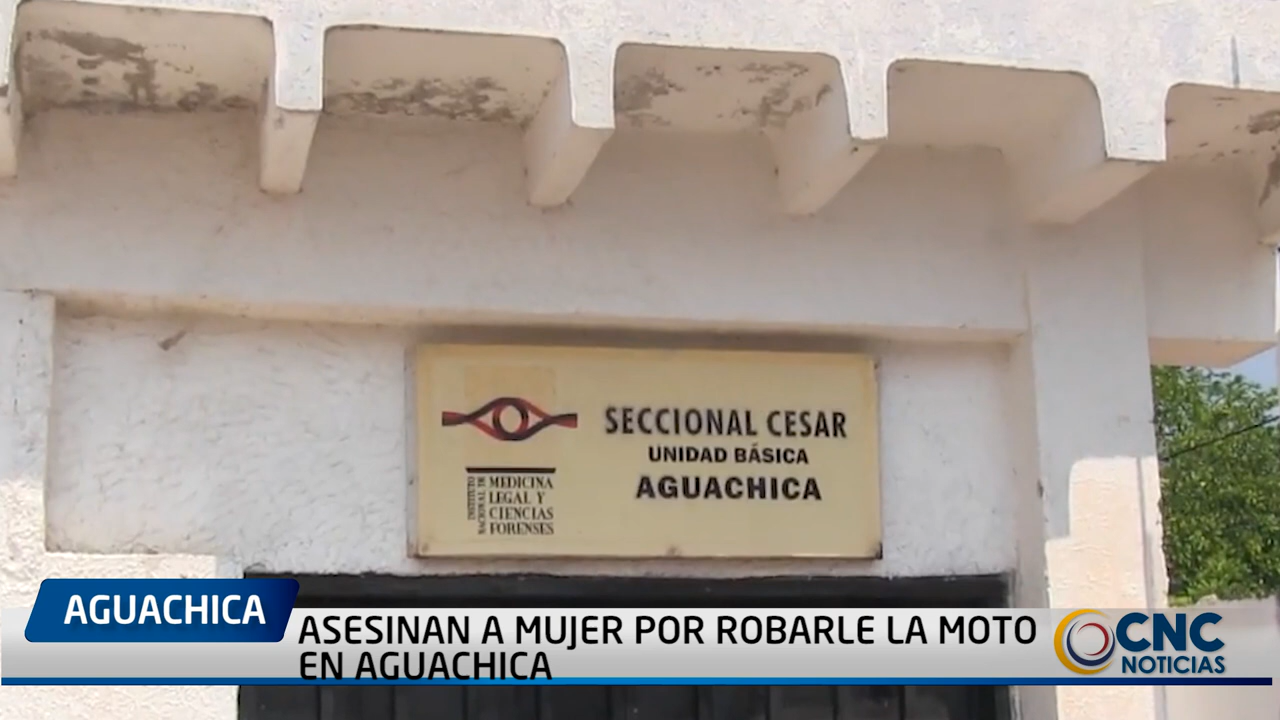 SECCIONAL CESAR
UNIDAD BÁSICA
AGUACHICA
INSTITUTO
NACIONAL DE
MEDICINA
LEGAL Y
CIENCIAS
FORENSES
AGUACHICA
ASESINAN A MUJER POR ROBARLE LA MOTO
EN AGUACHICA
CNC
NOTICIAS